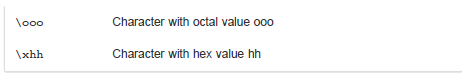 \ooo Character with octal value ooo
\xhh Character with hex value hh